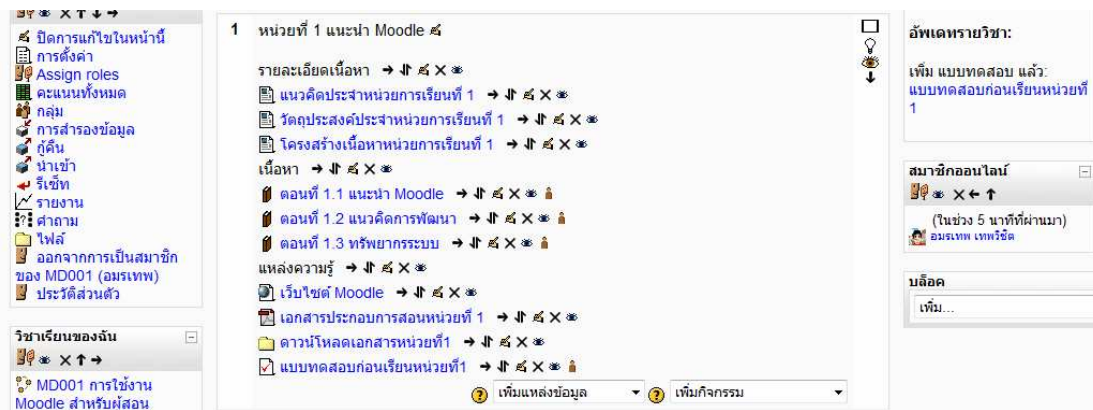 ปิดการแก้ไขในหน้านี้
การตั้งค่า
Assign roles
คะแนนทั้งหมด
กลุ่ม
การสำรองข้อมูล
กู้คืน
นำเข้า
รีเซ็ท
รายงาน
คำถาม
ไฟล์
ออกจากการเป็นสมาชิก
ของ MD001 (อมรเทพ)
ประวัติส่วนตัว
วิชาเรียนของฉัน
MD001 การใช้งาน
Moodle สำหรับผู้สอน
1 หน่วยที่ 1 แนะนำ Moodle
รายละเอียดเนื้อหา
แนวคิดประจำหน่วยการเรียนที่ 1
วัตถุประสงค์ประจำหน่วยการเรียนที่ 1
โครงสร้างเนื้อหาหน่วยการเรียนที่ 1
เนื้อหา
ตอนที่ 1.1 แนะนำ Moodle
ตอนที่ 1.2 แนวคิดการพัฒนา
ตอนที่ 1.3 ทรัพยากรระบบ
แหล่งความรู้
เว็บไซต์ Moodle
เอกสารประกอบการสอนหน่วยที่ 1
ดาวน์โหลดเอกสารหน่วยที่1
แบบทดสอบก่อนเรียนหน่วยที่1
เพิ่มแหล่งข้อมูล เพิ่มกิจกรรม
อัพเดทรายวิชา:
เพิ่ม แบบทดสอบ แล้ว:
แบบทดสอบก่อนเรียนหน่วยที่
1
สมาชิกออนไลน์
(ในช่วง 5 นาทีที่ผ่านมา)
อมรเทพ เทพวิชิต
บล็อค
เพิ่ม...